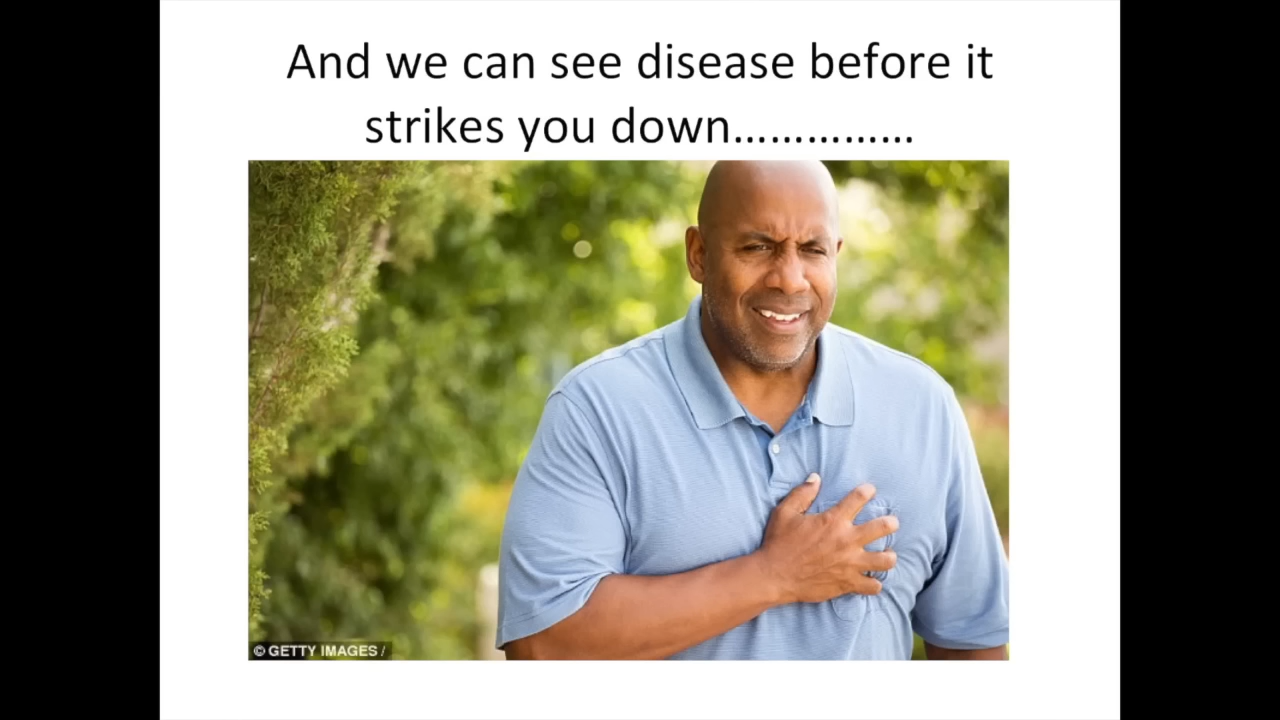 And we can see disease before it
strikes you down……………
© GETTY IMAGES /